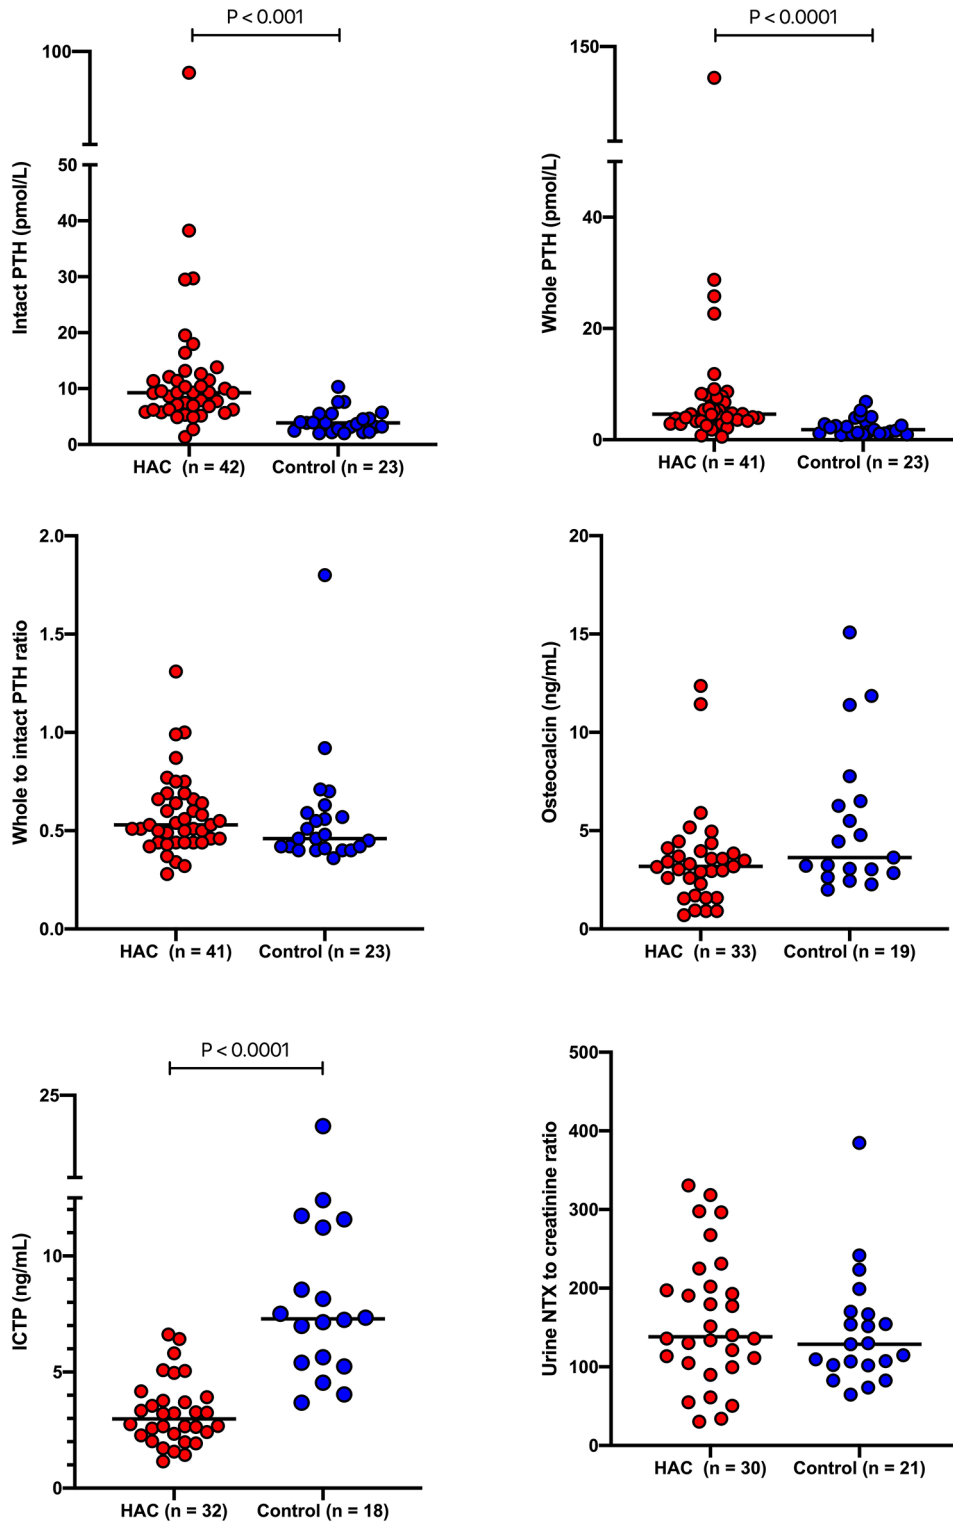 P < 0.001
100
50
40
30
20
10
0
Intact PTH (pmol/L)
HAC (n = 42) Control (n = 23)
P < 0.0001
150
40
20
0
Whole PTH (pmol/L)
HAC (n = 41) Control (n = 23)
2.0
1.5
1.0
0.5
0.0
Whole to intact PTH ratio
HAC (n = 41) Control (n = 23)
20
15
10
5
0
Osteocalcin (ng/mL)
HAC (n = 33) Control (n = 19)
P < 0.0001
25
10
5
0
ICTP (ng/mL)
HAC (n = 32) Control (n = 18)
500
400
300
200
100
0
Urine NTX to creatinine ratio
HAC (n = 30) Control (n = 21)